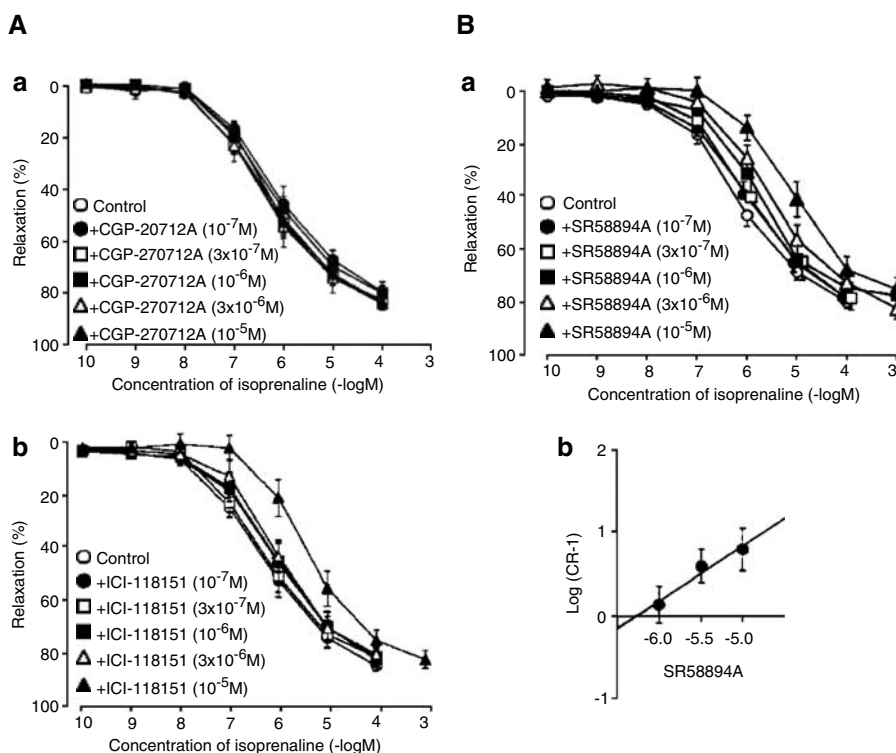 A
a
0
20
40
60
80
100
Relaxation (%)
Control
+CGP-20712A (10-7M)
+CGP-270712A (3x10-7M)
+CGP-270712A (10-6M)
+CGP-270712A (3x10-6M)
+CGP-270712A (10-5M)
10 9 8 7 6 5 4 3
Concentration of isoprenaline (-logM)
b
0
20
40
60
80
100
Relaxation (%)
Control
+ICI-118151 (10-7M)
+ICI-118151 (3x10-7M)
+ICI-118151 (10-6M)
+ICI-118151 (3x10-6M)
+ICI-118151 (10-5M)
10 9 8 7 6 5 4 3
Concentration of isoprenaline (-logM)
B
a
0
20
40
60
80
100
Relaxation (%)
Control
+SR58894A (10-7M)
+SR58894A (3x10-7M)
+SR58894A (10-6M)
+SR58894A (3x10-6M)
+SR58894A (10-5M)
10 9 8 7 6 5 4 3
Concentration of isoprenaline (-logM)
b
2
1
0
-1
Log (CR-1)
-6.0 -5.5 -5.0
SR58894A